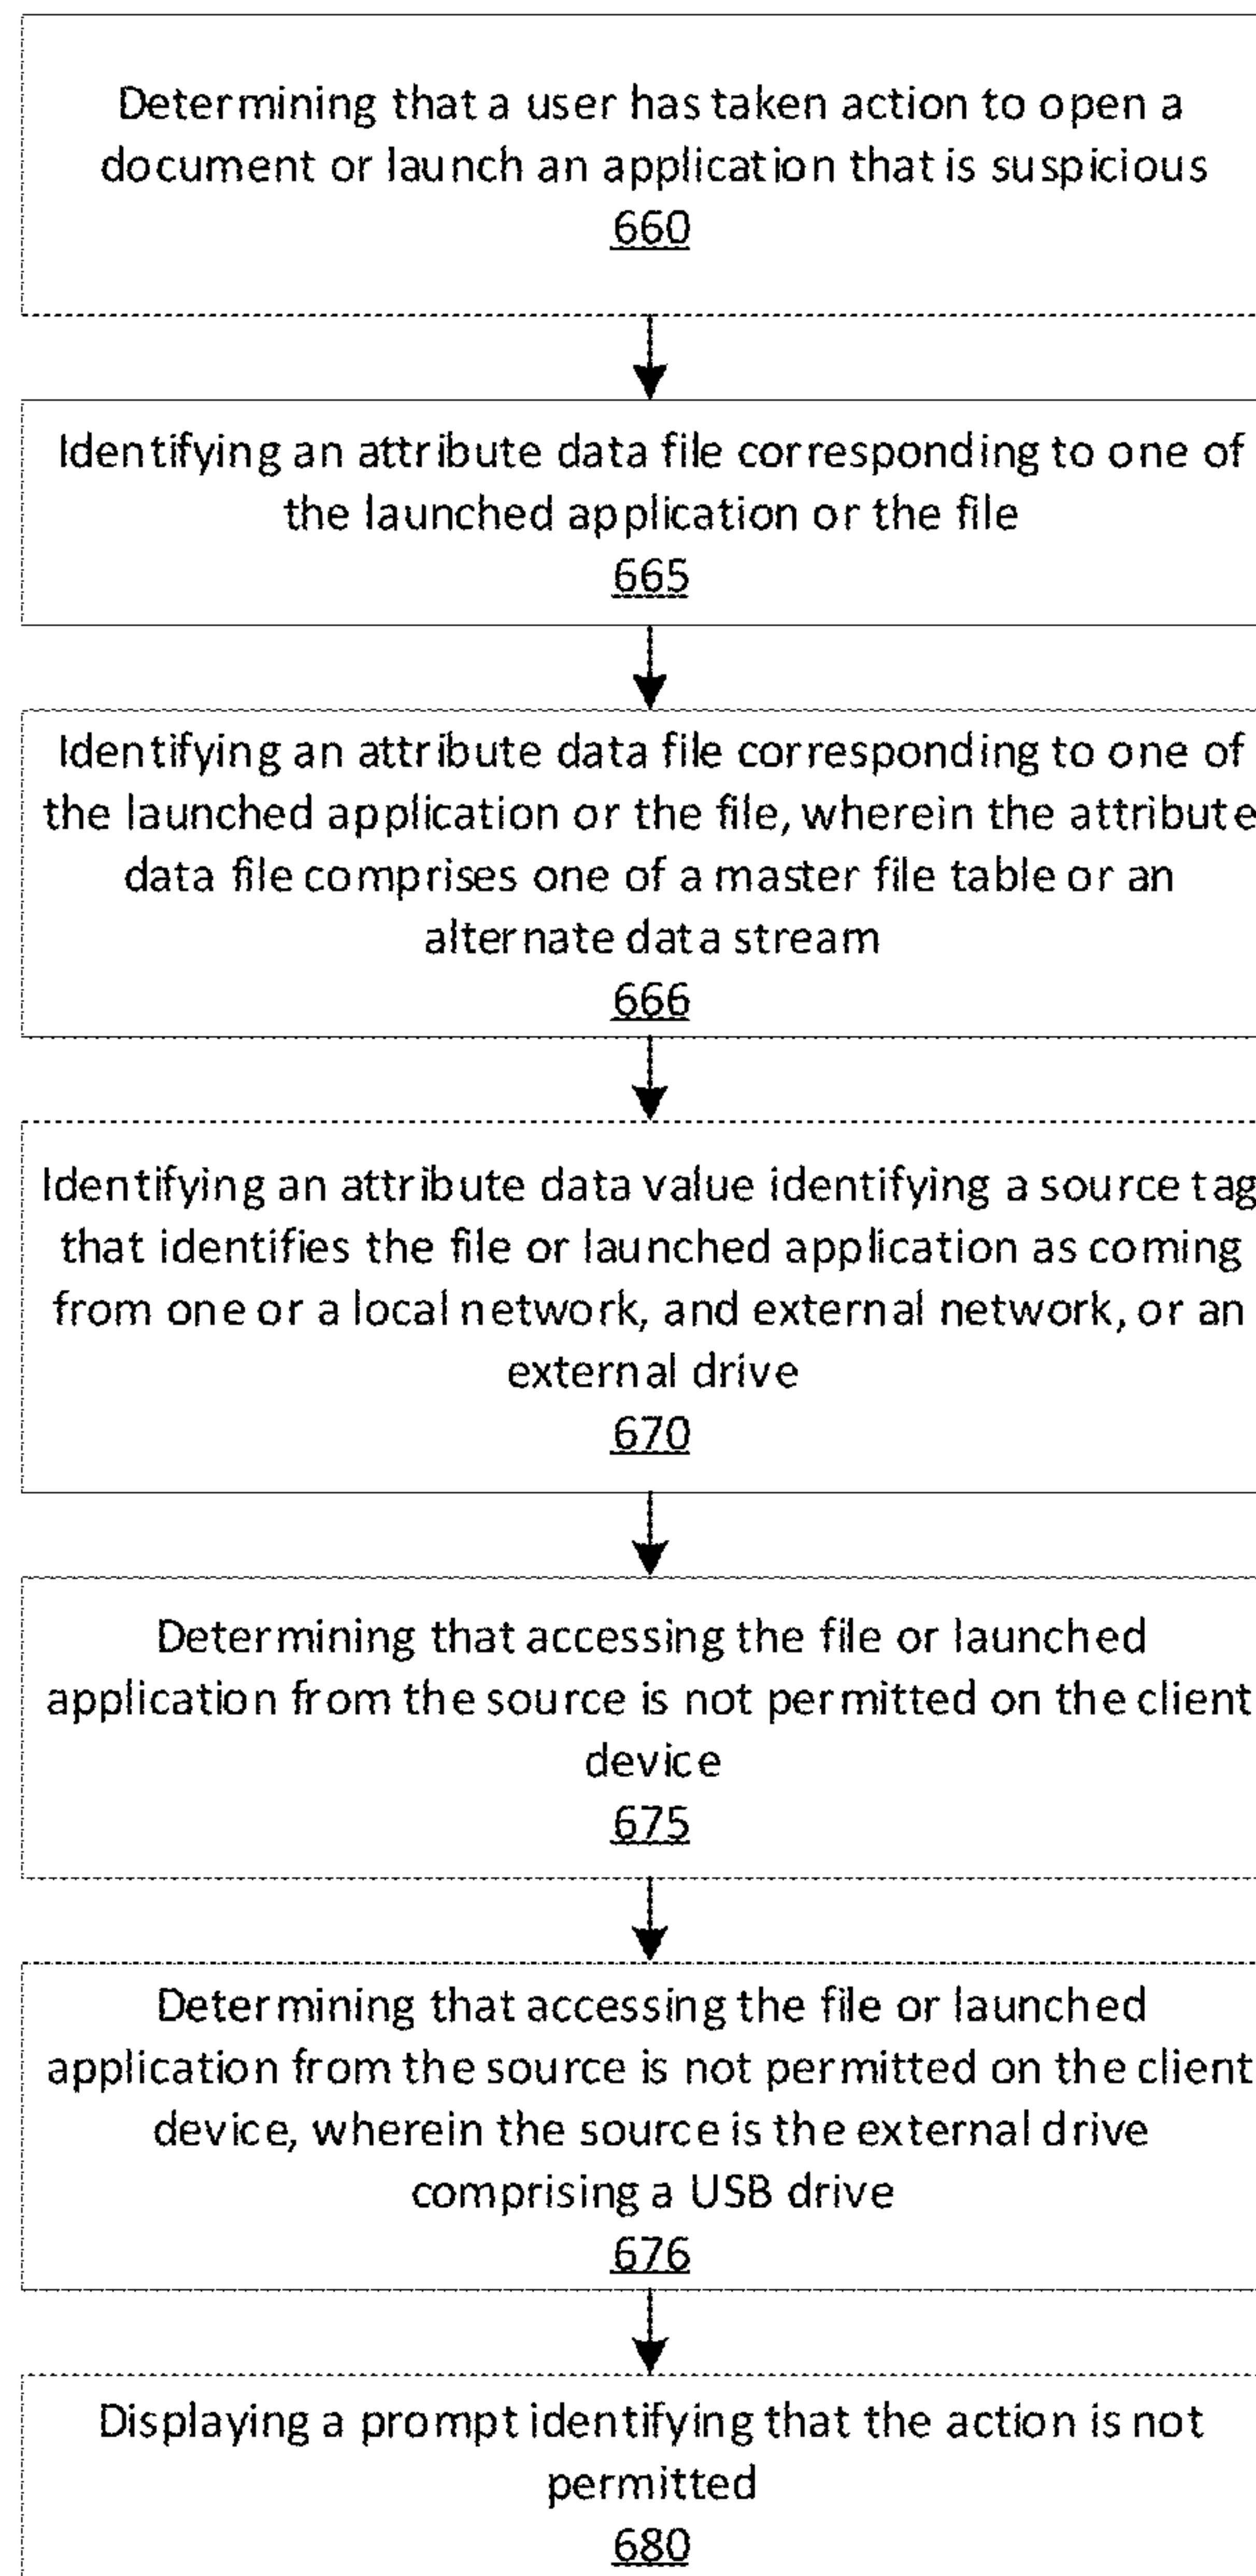 Determining that a user has taken action to open a
document or launch an application that is suspicious
660
Identifying an attribute data file corresponding to one of
the launched application or the file
665
Identifying an attribute data file corresponding to one of
the launched application or the file, wherein the attribute
data file comprises one of a master file table or an
alternate data stream
666
Identifying an attribute data value identifying a source tag
that identifies the file or launched application as coming
from one or a local network, and external network, or an
external drive
670
Determining that accessing the file or launched
application from the source is not permitted on the client
device
675
Determining that accessing the file or launched
application from the source is not permitted on the client
device, wherein the source is the external drive
comprising a USB drive
676
Displaying a prompt identifying that the action is not
permitted
680